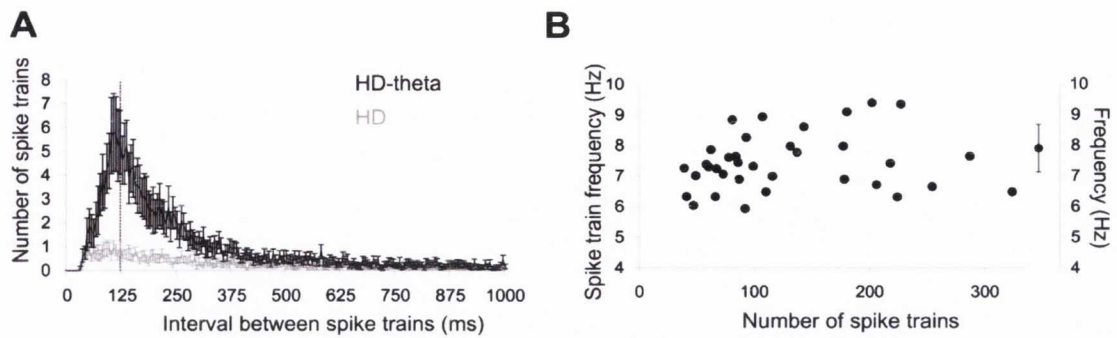 A
B
Number of spike trains
8
7
6
5
4
3
2
1
0
HD-theta
HD
0 125 250 375 500 625 750 875 1000
Interval between spike trains (ms)
Spike train frequency (Hz)
10
9
8
7
6
5
4
0 100 200 300
Number of spike trains
10
9
8
7
6
5
4
Frequency (Hz)